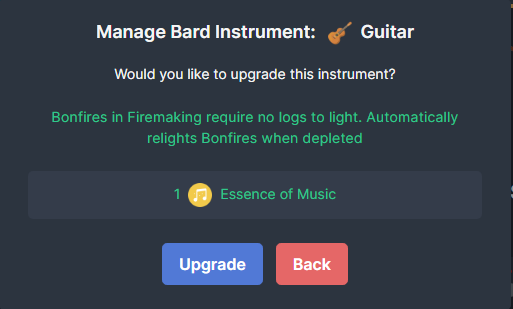 Manage Bard Instrument: Guitar
Would you like to upgrade this instrument?
Bonfires in Firemaking require no logs to light. Automatically
relights Bonfires when depleted
1 Essence of Music
Upgrade Back